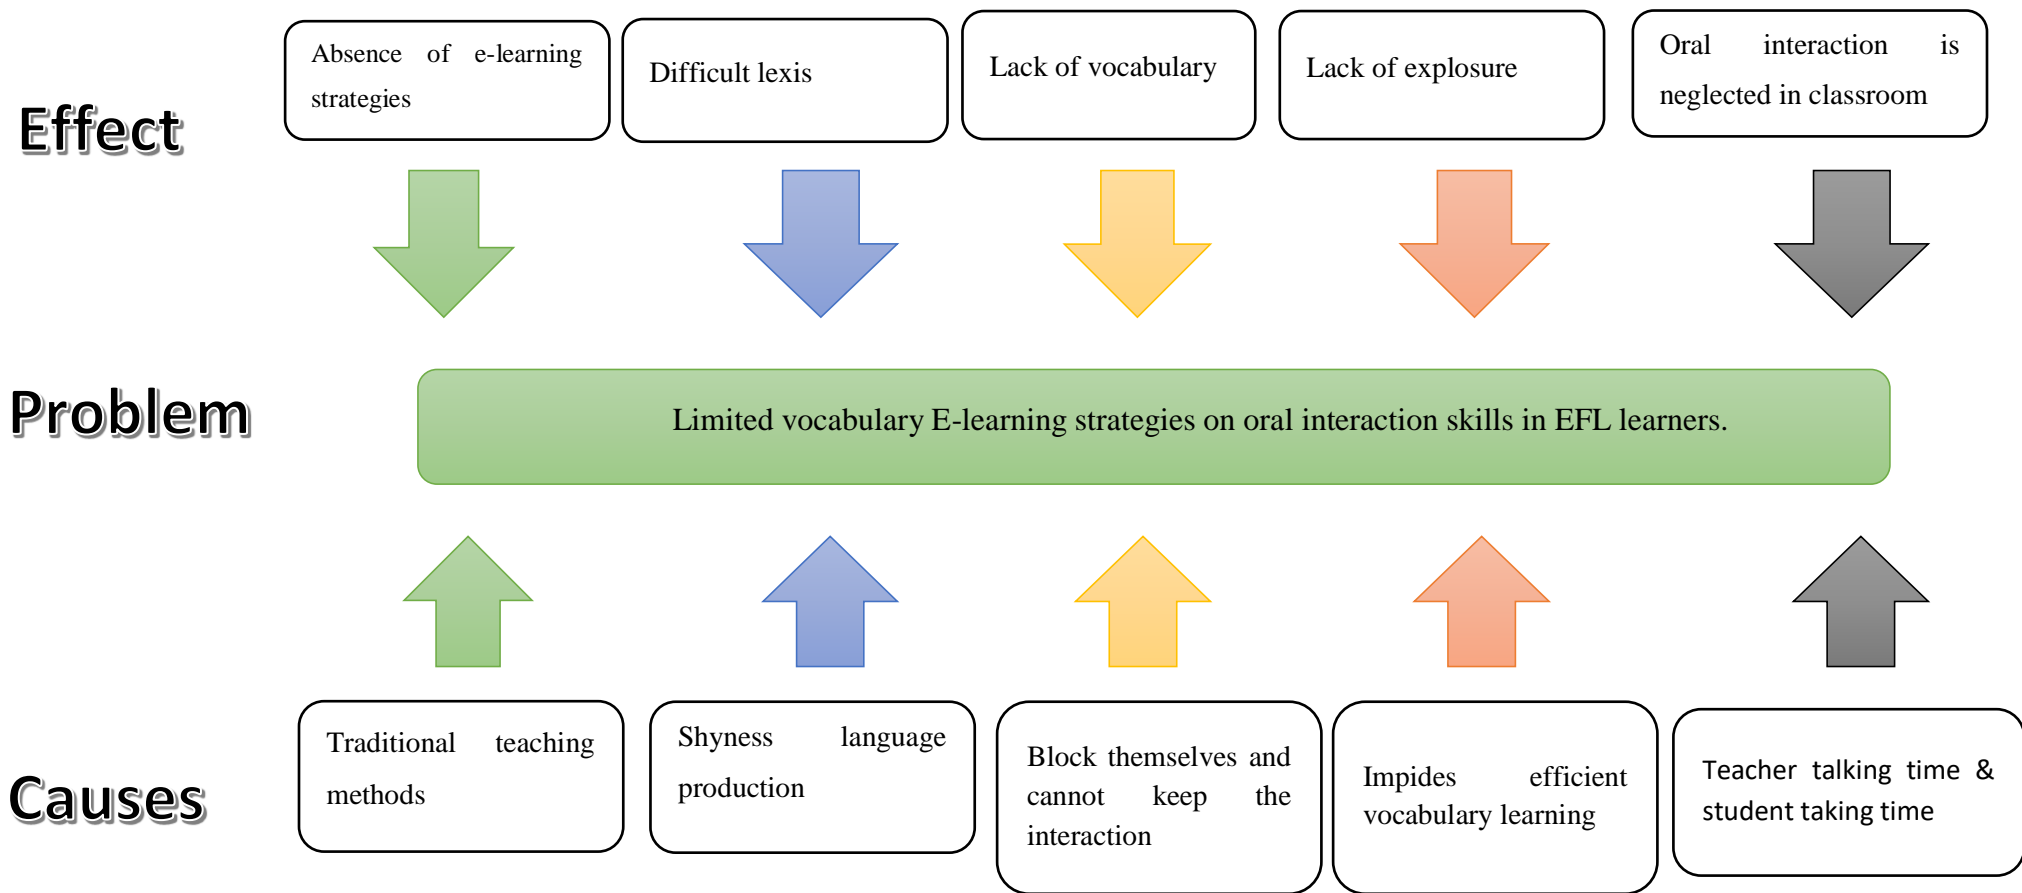 Effect
Absence of e-learning
strategies
Difficult lexis
Lack of vocabulary
Lack of explosure
Oral interaction is
neglected in classroom
Problem
Limited vocabulary E-learning strategies on oral interaction skills in EFL learners.
Causes
Traditional teaching
methods
Shyness language
production
Block themselves and
cannot keep the
interaction
Impides efficient
vocabulary learning
Teacher talking time &
student taking time